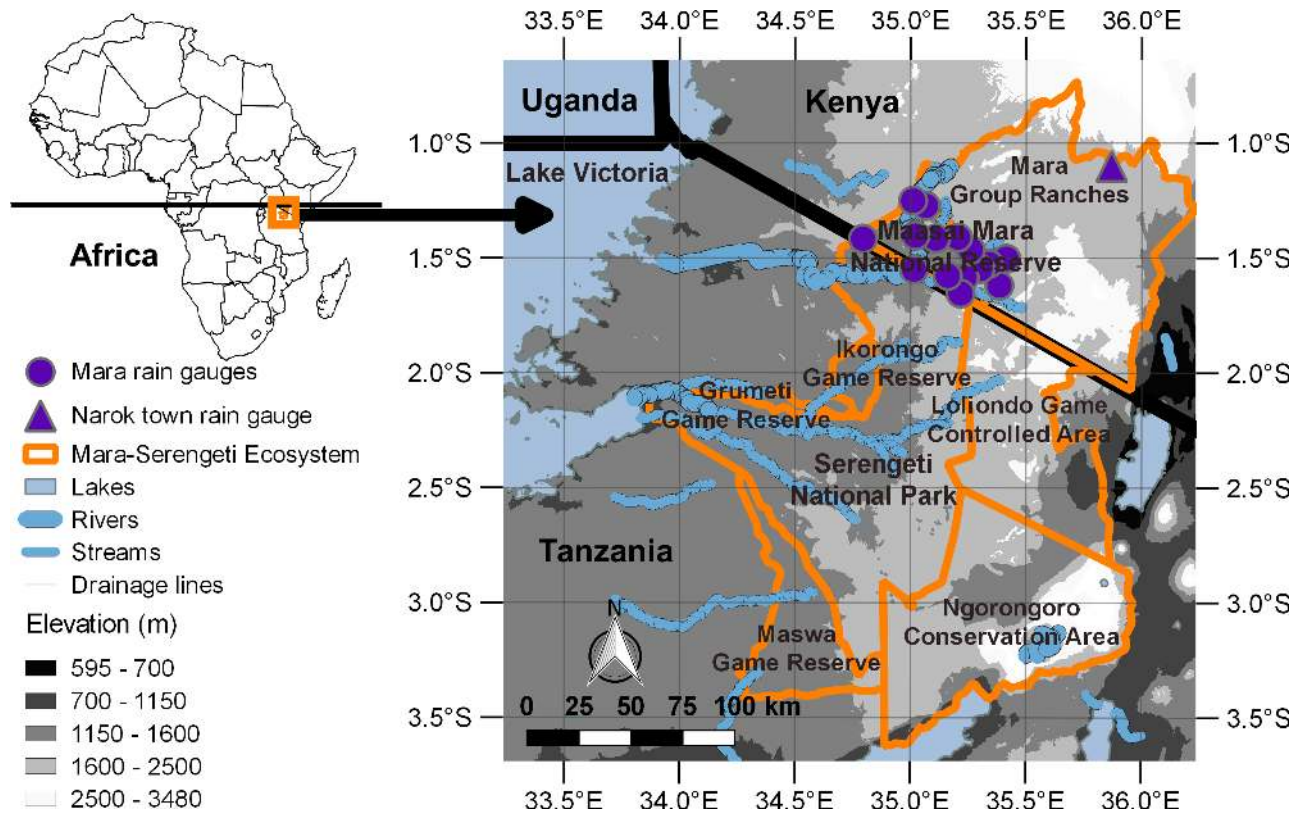 33.5°E 34.0°E 34.5°E 35.0°E 35.5°E 36.0°E
Uganda
Kenya
1.0°S
1.0°S
Lake Victoria
Mara
Group Ranches
Africa
Maasai Mara
National Reserve
1.5°S
1.5°S
Mara rain gauges
Narok town rain gauge
Mara-Serengeti Ecosystem
Lakes
Rivers
Streams
Drainage lines
Elevation (m)
595 - 700
700 - 1150
1150 - 1600
1600 - 2500
2500 - 3480
Ikorongo
Game Reserve
2.0°S
2.0°S
Grumeti
Game Reserve
Loliondo Game
Controlled Area
Serengeti
National Park
2.5°S
2.5°S
Tanzania
3.0°S
3.0°S
N
Ngorongoro
Conservation Area
Maswa
Game Reserve
0 25 50 75 100 km
3.5°S
3.5°S
33.5°E 34.0°E 34.5°E 35.0°E 35.5°E 36.0°E